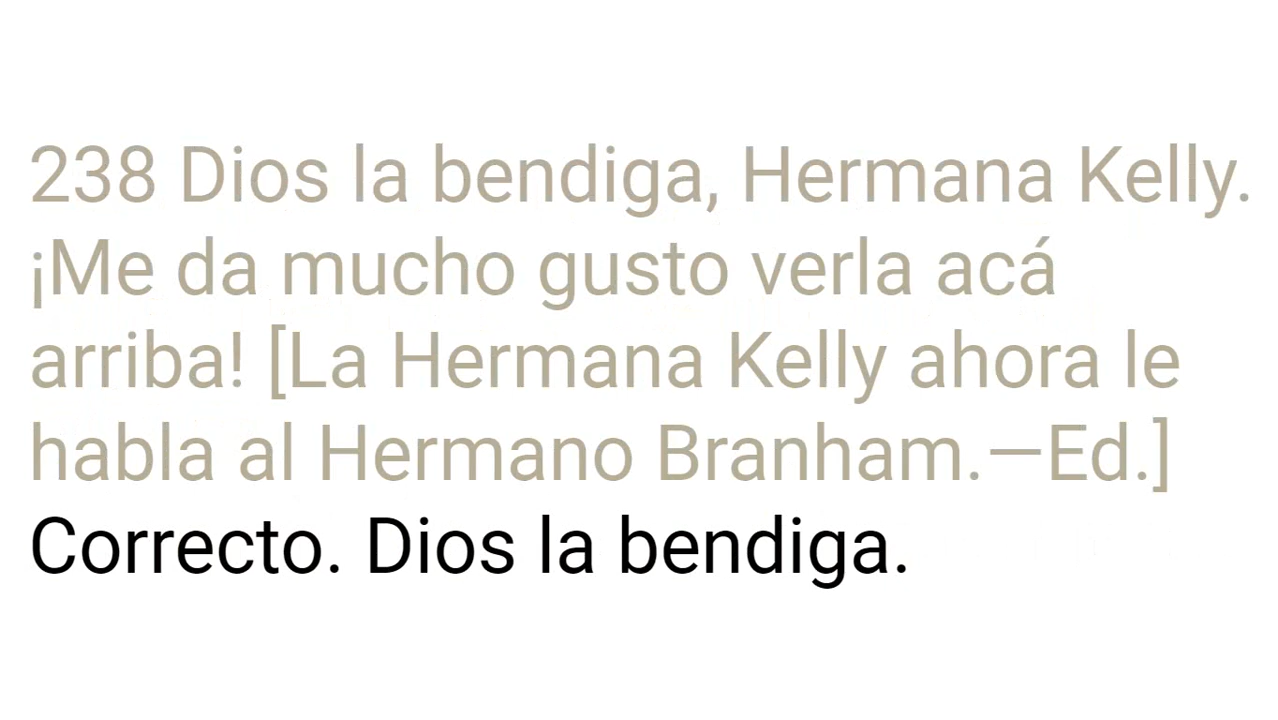 238 Dios la bendiga, Hermana Kelly.
¡Me da mucho gusto verla acá
arriba! [La Hermana Kelly ahora le
habla al Hermano Branham.—Ed.]
Correcto. Dios la bendiga.